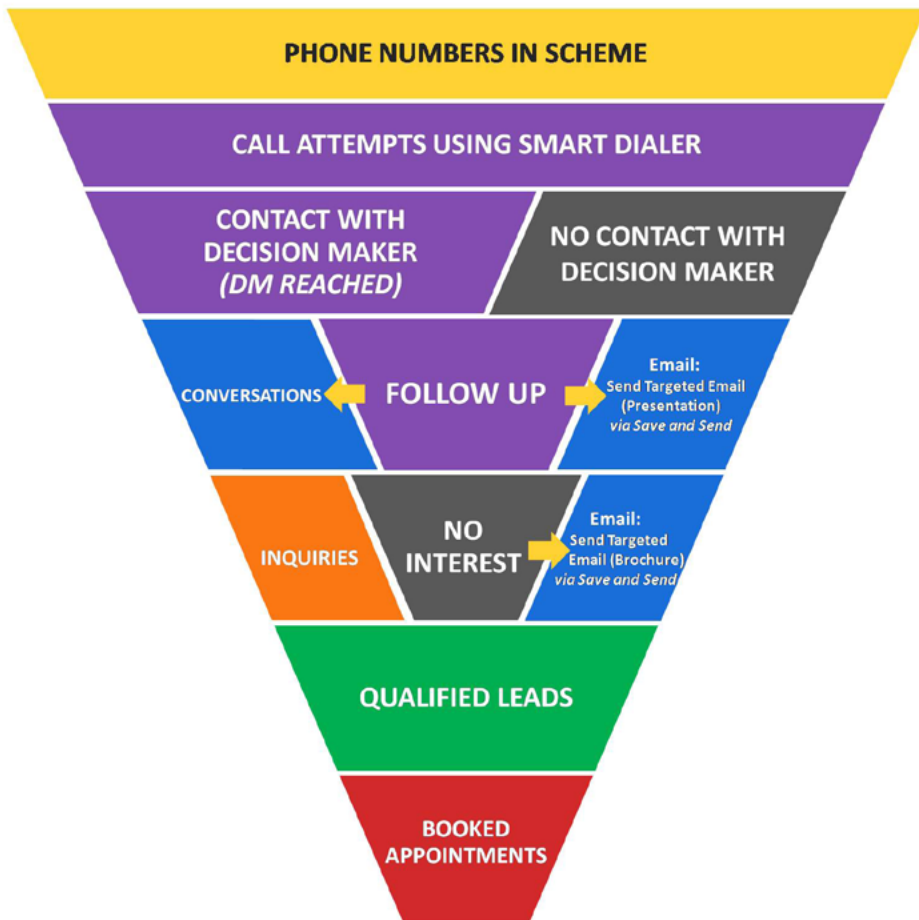 PHONE NUMBERS IN SCHEME
CALL ATTEMPTS USING SMART DIALER
CONTACT WITH
DECISION MAKER
(DM REACHED)
NO CONTACT WITH
DECISION MAKER
CONVERSATIONS
FOLLOW UP
Email:
Send Targeted Email
(Presentation)
via Save and Send
INQUIRIES
NO
INTEREST
Email:
Send Targeted
Email (Brochure)
via Save and Send
QUALIFIED LEADS
BOOKED
APPOINTMENTS